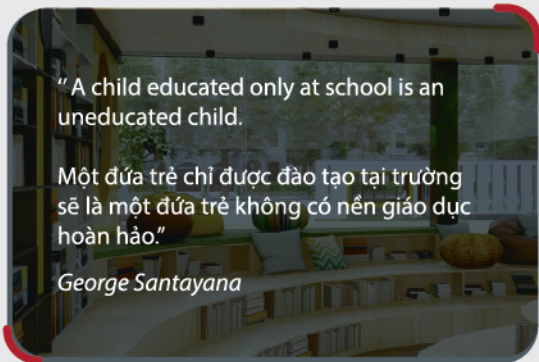 “ A child educated only at school is an
uneducated child.
Một đứa trẻ chỉ được đào tạo tại trường
sẽ là một đứa trẻ không có nền giáo dục
hoàn hảo.”
George Santayana